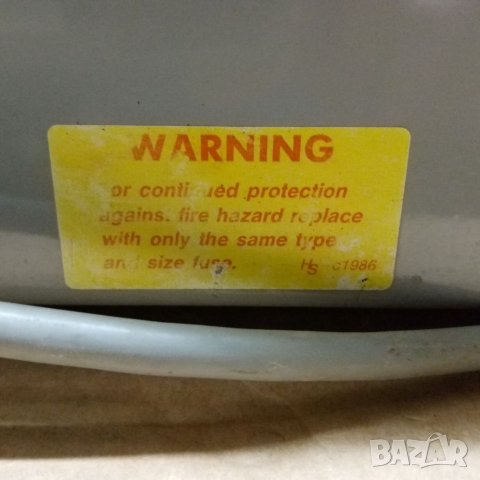 WARNING
or continued protection
against fire hazard replace
with only the same type
and size fuse. HS c1986
BAZAR